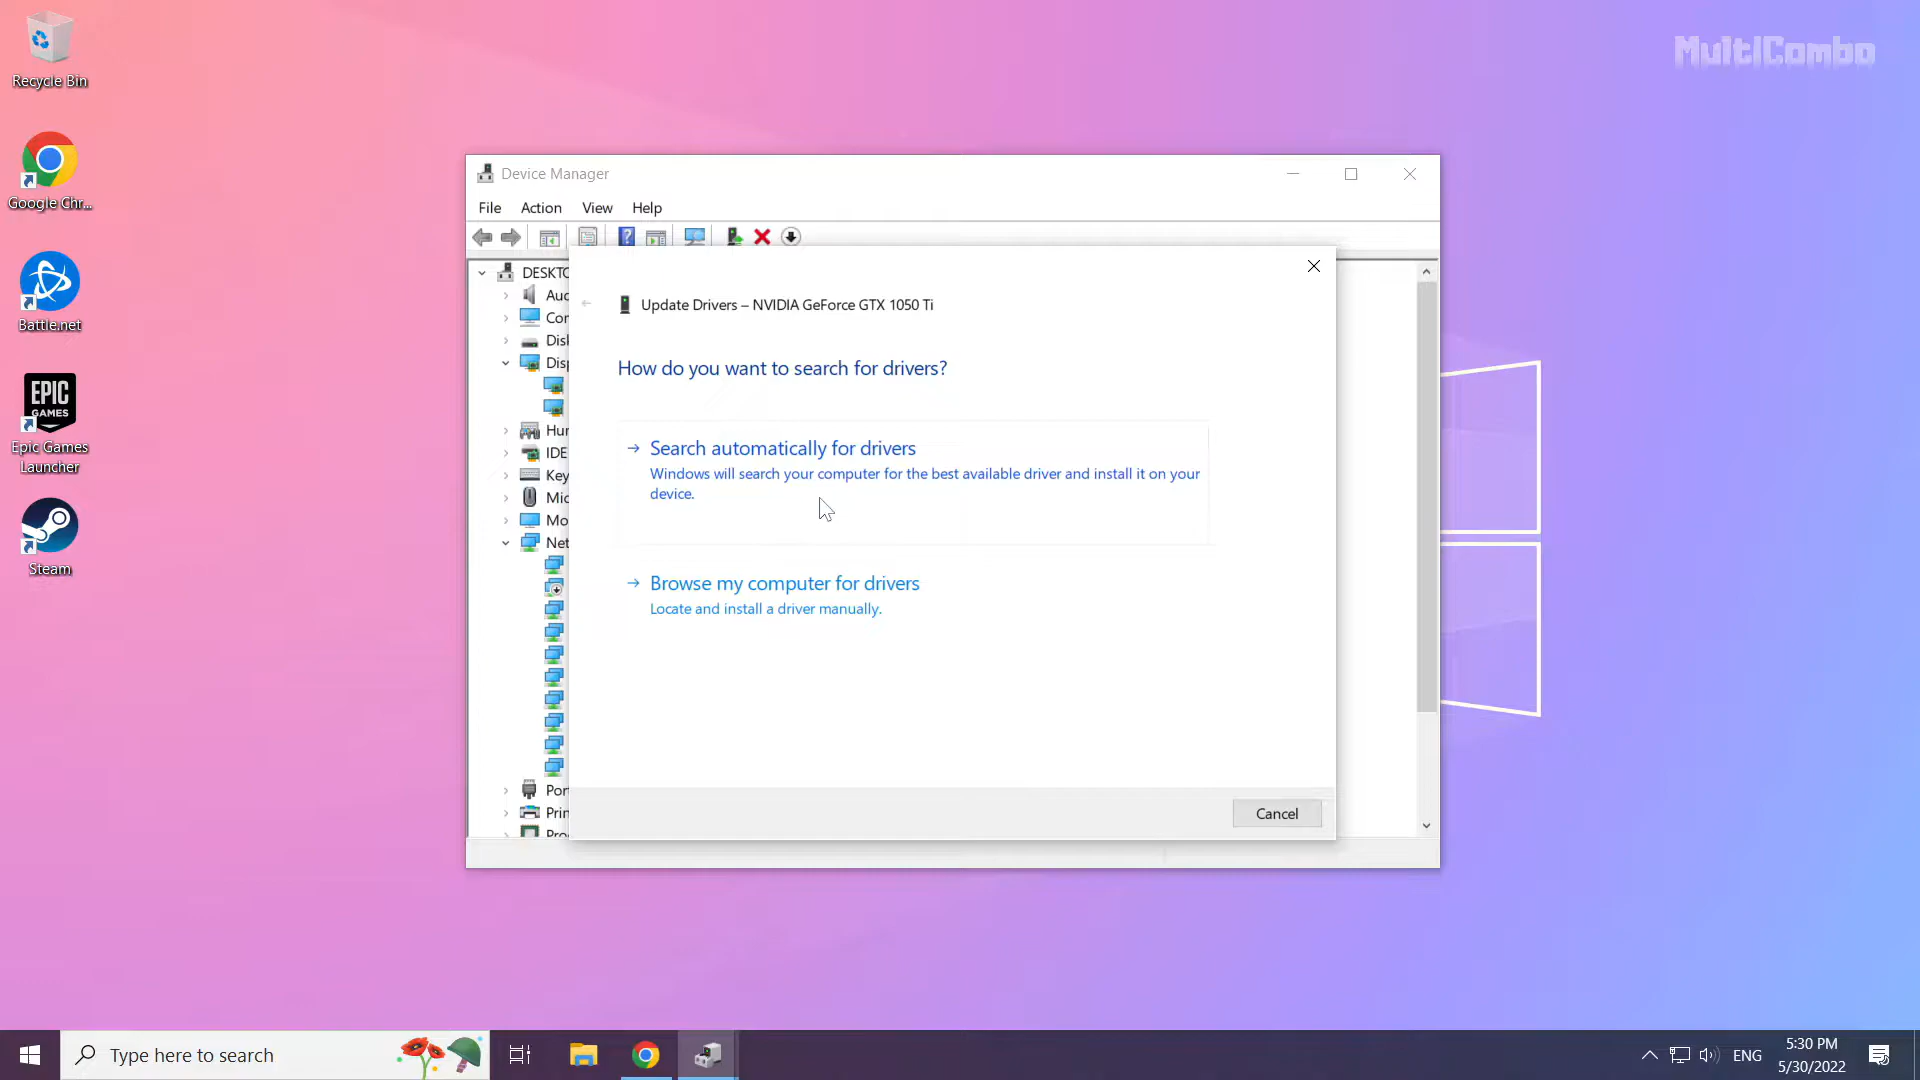 Recycle Bin
Google Chr...
Battle.net
EPIC
GAMES
Epic Games
Launcher
Steam
MultiCombo
Device Manager
File Action View Help
DESKTO
Auc
Con
Disk
Disp
Hur
IDE
Key
Mic
Mo
Net
Por
Prin
Pro
Update Drivers – NVIDIA GeForce GTX 1050 Ti
How do you want to search for drivers?
Search automatically for drivers
Windows will search your computer for the best available driver and install it on your
device.
Browse my computer for drivers
Locate and install a driver manually.
Cancel
Type here to search
ENG
5:30 PM
5/30/2022